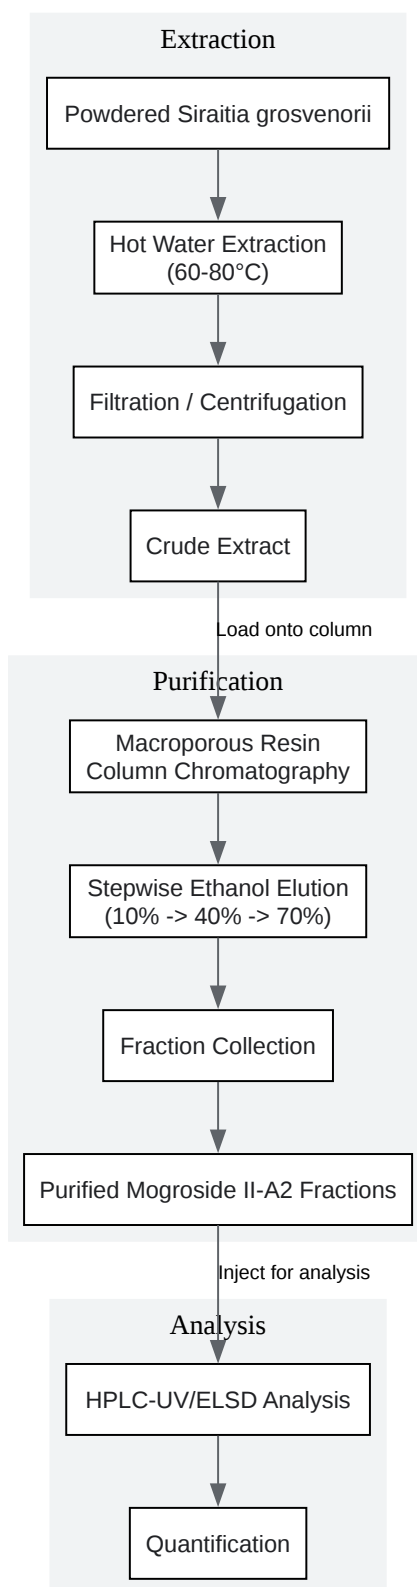 Extraction
Powdered Siraitia grosvenorii
Hot Water Extraction
(60-80°C)
Filtration / Centrifugation
Crude Extract
Load onto column
Purification
Macroporous Resin
Column Chromatography
Stepwise Ethanol Elution
(10% -> 40% -> 70%)
Fraction Collection
Purified Mogroside II-A2 Fractions
Inject for analysis
Analysis
HPLC-UV/ELSD Analysis
Quantification